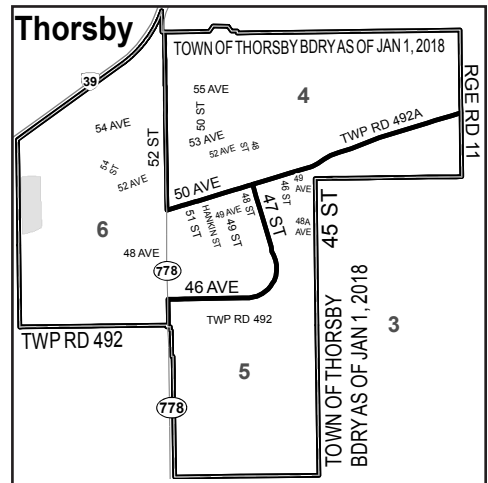 Thorsby
TOWN OF THORSBY BDRY AS OF JAN 1, 2018
39
RGE RD 11
55 AVE
50 ST
4
54 AVE
52 ST
53 AVE
52 AVE
48 ST
TWP RD 492A
54 ST
52 AVE
50 AVE
49 AVE
46 ST
48 ST
47 ST
49 AVE
HANKIN ST
51 ST
49 ST
48A AVE
45 ST
6
48 AVE
778
46 AVE
TWP RD 492
TWP RD 492
3
5
TOWN OF THORSBY
BDRY AS OF JAN 1, 2018
778